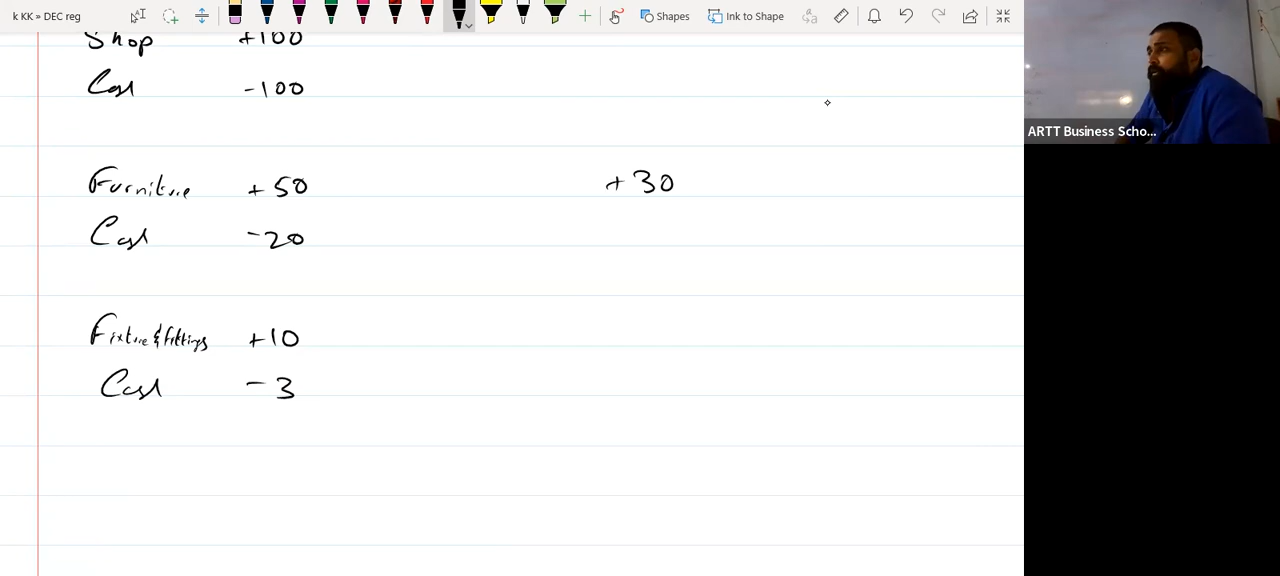 k KK » DEC reg
Shapes
Ink to Shape
ARTT Business Scho...
Shop +100
Cash -100
Furniture +50 +30
Cash -20
Fixture & fittings +10
Cash -3